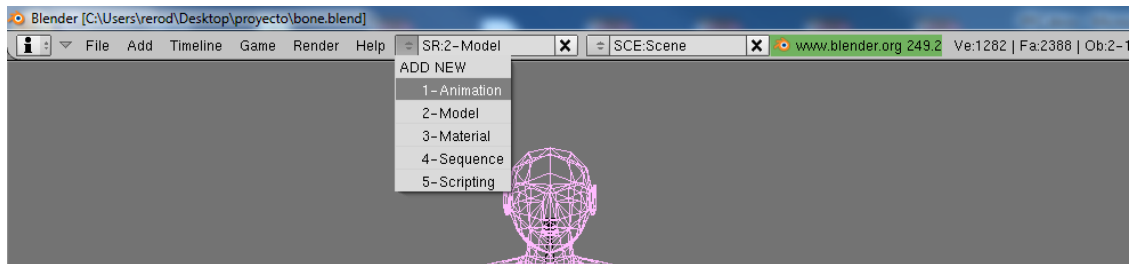 Blender [C:\Users\rerod\Desktop\proyecto\bone.blend]
File Add Timeline Game Render Help SR:2-Model SCE:Scene www.blender.org 249.2 Ve:1282 | Fa:2388 | Ob:2-1
ADD NEW
1-Animation
2-Model
3-Material
4-Sequence
5-Scripting